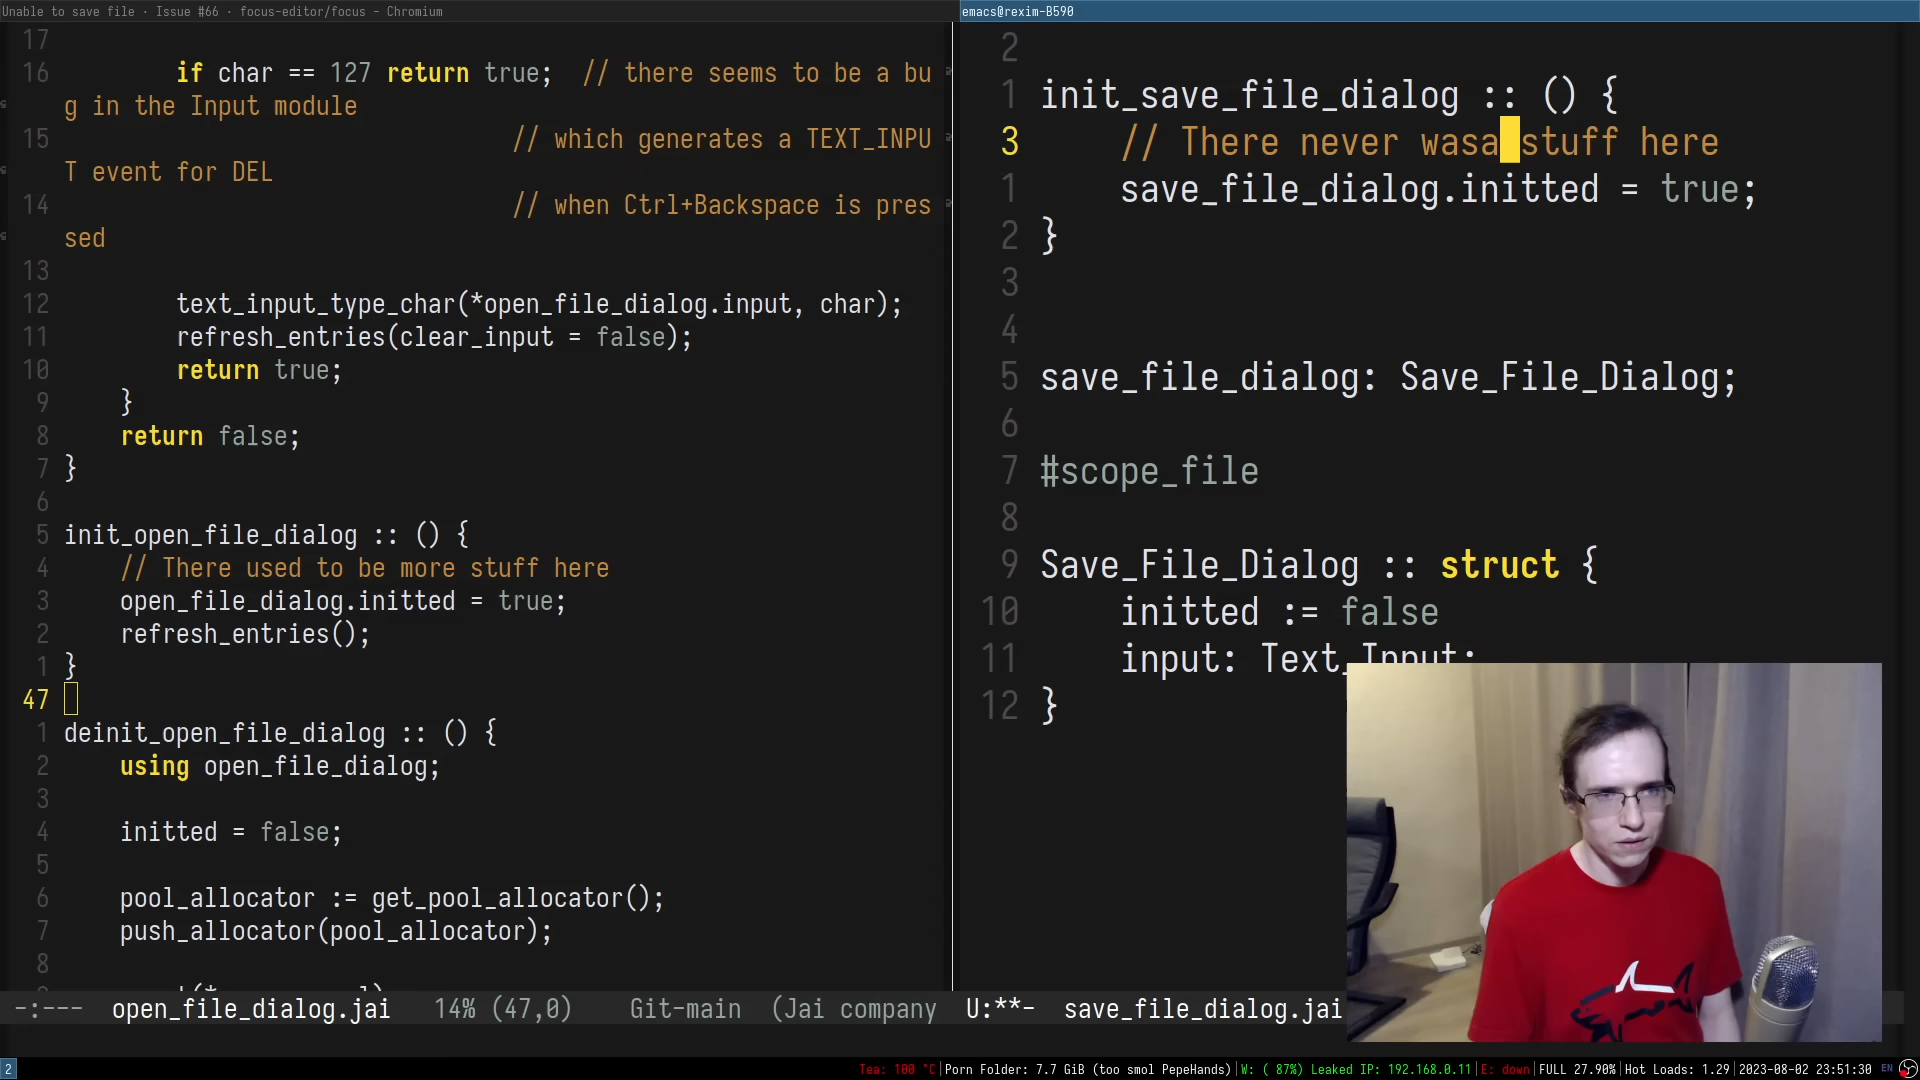 Unable to save file · Issue #66 · focus-editor/focus - Chromium
emacs@rexim-B590
17
16 if char == 127 return true; // there seems to be a bu
g in the Input module
15 // which generates a TEXT_INPU
T event for DEL
14 // when Ctrl+Backspace is pres
sed
13
12 text_input_type_char(*open_file_dialog.input, char);
11 refresh_entries(clear_input = false);
10 return true;
9 }
8 return false;
7 }
6
5 init_open_file_dialog :: () {
4 // There used to be more stuff here
3 open_file_dialog.initted = true;
2 refresh_entries();
1 }
47
1 deinit_open_file_dialog :: () {
2 using open_file_dialog;
3
4 initted = false;
5
6 pool_allocator := get_pool_allocator();
7 push_allocator(pool_allocator);
8
-:--- open_file_dialog.jai 14% (47,0) Git-main (Jai company
2
1 init_save_file_dialog :: () {
3 // There never wasa stuff here
1 save_file_dialog.initted = true;
2 }
3
4
5 save_file_dialog: Save_File_Dialog;
6
7 #scope_file
8
9 Save_File_Dialog :: struct {
10 initted := false
11 input: Text_Input;
12 }
U:**- save_file_dialog.jai
2
Tea: 100 °C|Porn Folder: 7.7 GiB (too smol PepeHands)|W: ( 87%) Leaked IP: 192.168.0.11|E: down|FULL 27.90%|Hot Loads: 1.29|2023-08-02 23:51:30 EN